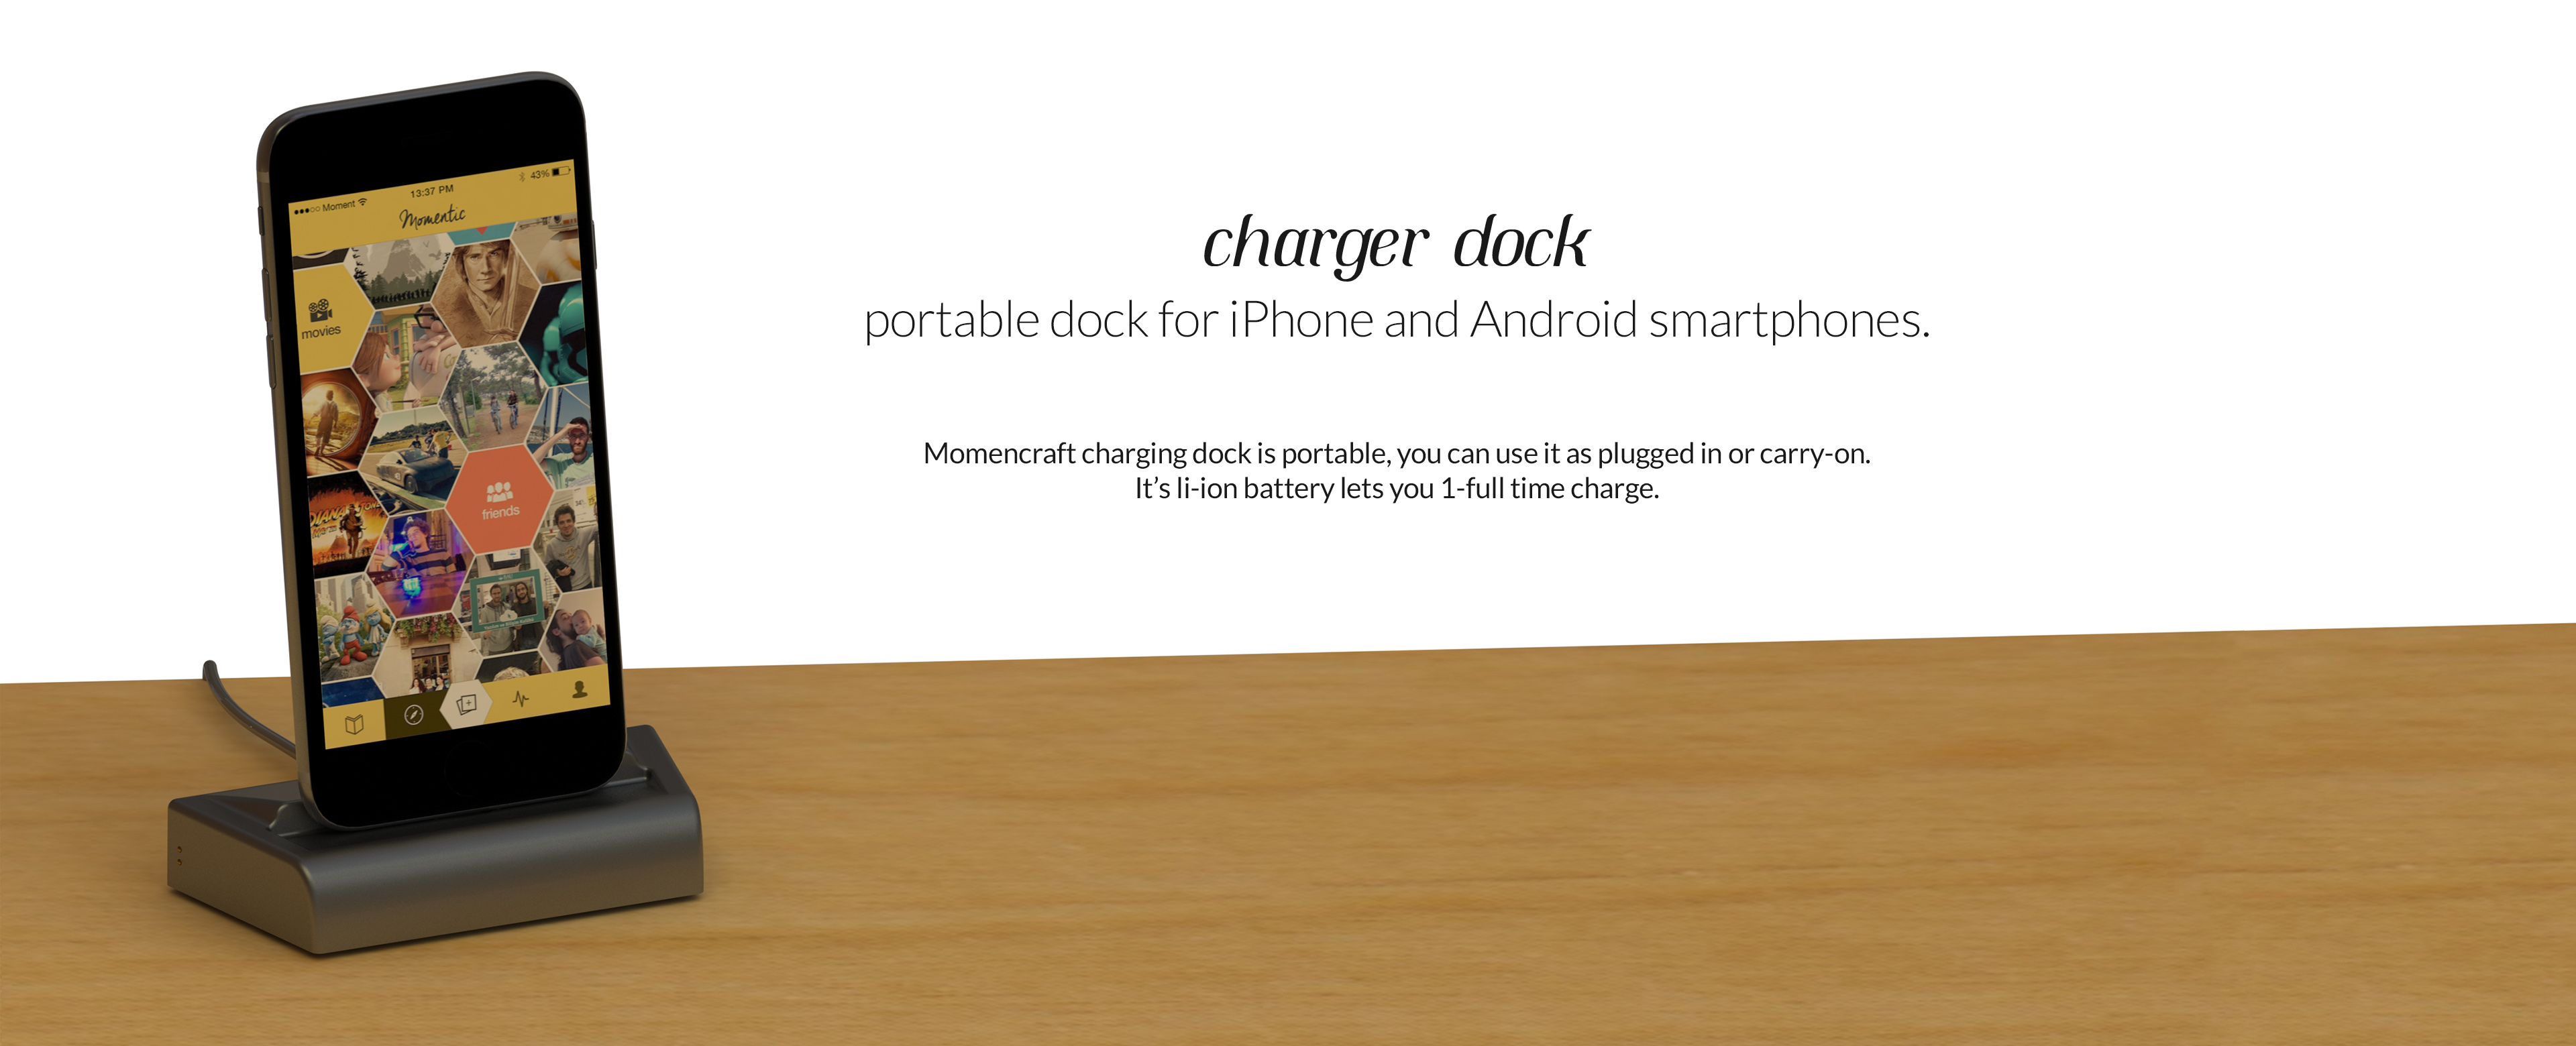 Moment
13:37 PM
43%
Momentic
movies
friends
charger dock
portable dock for iPhone and Android smartphones.
Momencraft charging dock is portable, you can use it as plugged in or carry-on.
It’s li-ion battery lets you 1-full time charge.